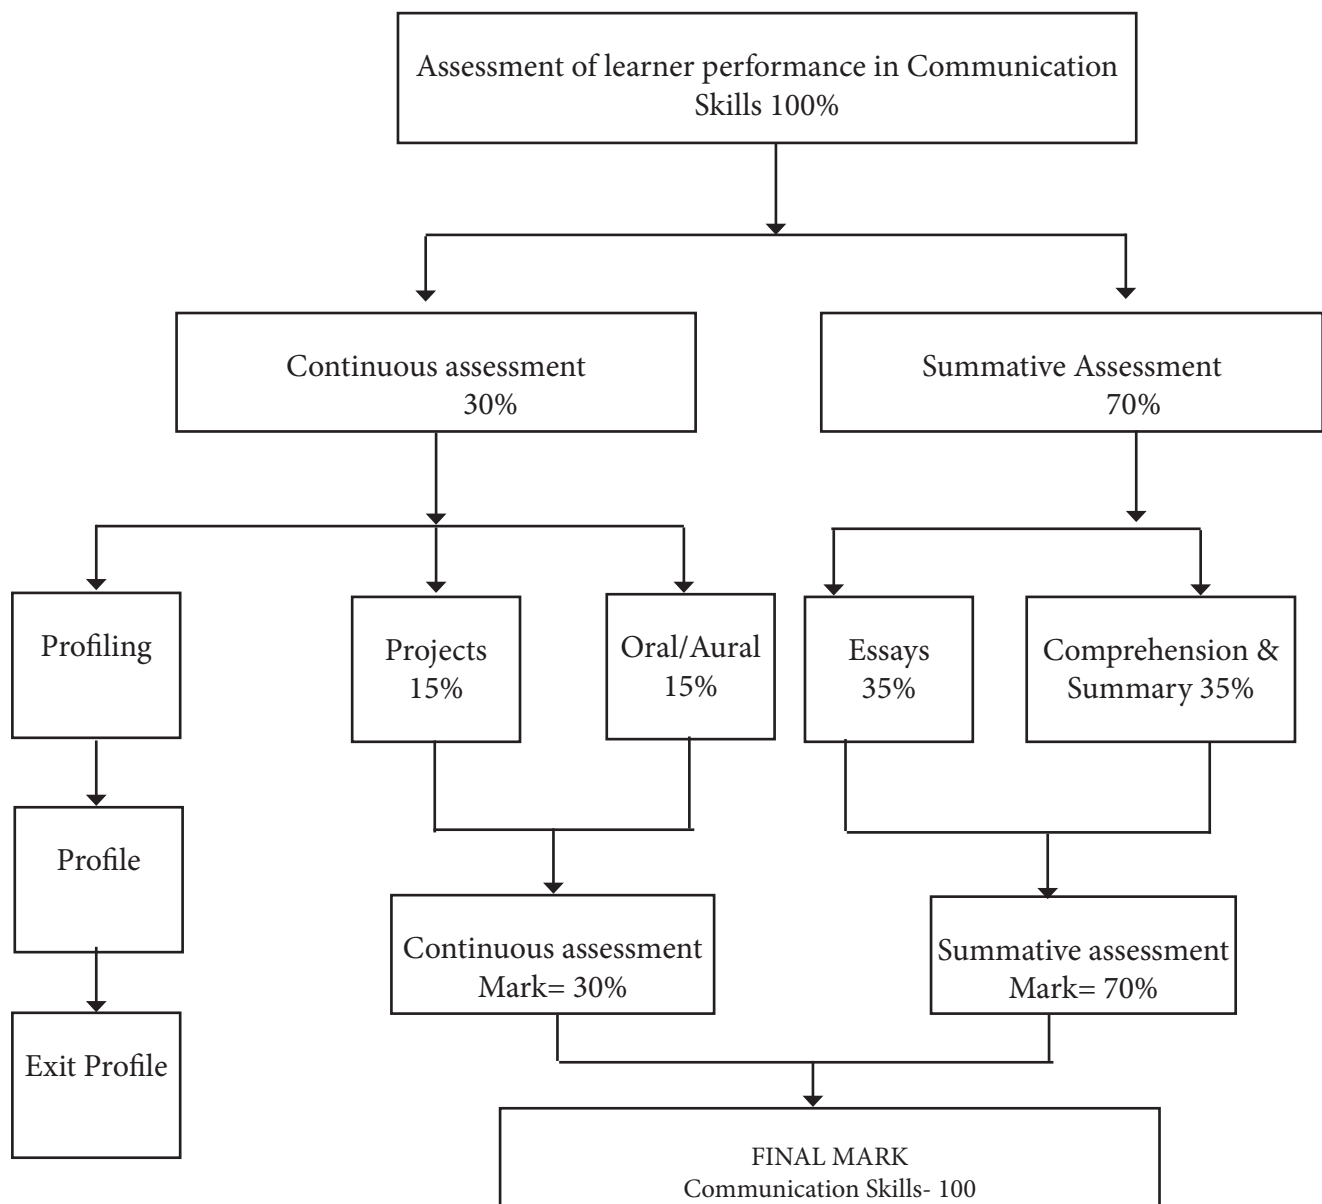 Assessment of learner performance in Communication
Skills 100%
Continuous assessment
30%
Summative Assessment
70%
Profiling
Projects
15%
Oral/Aural
15%
Essays
35%
Comprehension &
Summary 35%
Profile
Continuous assessment
Mark= 30%
Summative assessment
Mark= 70%
Exit Profile
FINAL MARK
Communication Skills- 100